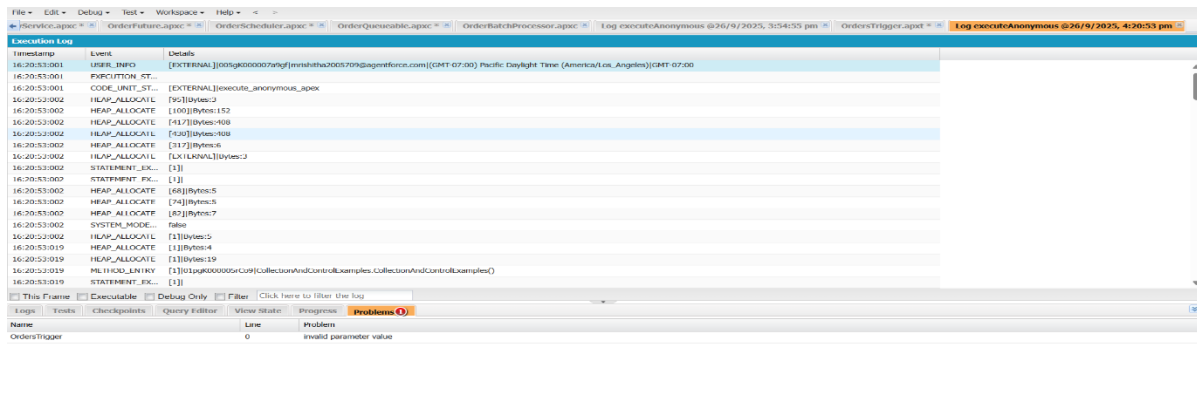 File Edit Debug Test Workspace Help < >
rService.apxc * OrderFuture.apxc * OrderScheduler.apxc * OrderQueueable.apxc * OrderBatchProcessor.apxc Log executeAnonymous @26/9/2025, 3:54:55 pm OrdersTrigger.apxt * Log executeAnonymous @26/9/2025, 4:20:53 pm
Execution Log
Timestamp Event Details
16:20:53:001 USER_INFO [EXTERNAL]|005gK000007a9gf|mrishitha2005709@agentforce.com|(GMT-07:00) Pacific Daylight Time (America/Los_Angeles)|GMT-07:00
16:20:53:001 EXECUTION_ST...
16:20:53:001 CODE_UNIT_ST... [EXTERNAL]|execute_anonymous_apex
16:20:53:002 HEAP_ALLOCATE [95]|Bytes:3
16:20:53:002 HEAP_ALLOCATE [100]|Bytes:152
16:20:53:002 HEAP_ALLOCATE [417]|Bytes:408
16:20:53:002 HEAP_ALLOCATE [430]|Bytes:408
16:20:53:002 HEAP_ALLOCATE [317]|Bytes:6
16:20:53:002 HEAP_ALLOCATE [EXTERNAL]|Bytes:3
16:20:53:002 STATEMENT_EX... [1]|
16:20:53:002 STATEMENT_EX... [1]|
16:20:53:002 HEAP_ALLOCATE [68]|Bytes:5
16:20:53:002 HEAP_ALLOCATE [74]|Bytes:5
16:20:53:002 HEAP_ALLOCATE [82]|Bytes:7
16:20:53:002 SYSTEM_MODE... false
16:20:53:002 HEAP_ALLOCATE [1]|Bytes:5
16:20:53:019 HEAP_ALLOCATE [1]|Bytes:4
16:20:53:019 HEAP_ALLOCATE [1]|Bytes:19
16:20:53:019 METHOD_ENTRY [1]|01pgK000005rCo9|CollectionAndControlExamples.CollectionAndControlExamples()
16:20:53:019 STATEMENT_EX... [1]|
This Frame Executable Debug Only Filter Click here to filter the log
Logs Tests Checkpoints Query Editor View State Progress Problems 1
Name Line Problem
OrdersTrigger 0 invalid parameter value